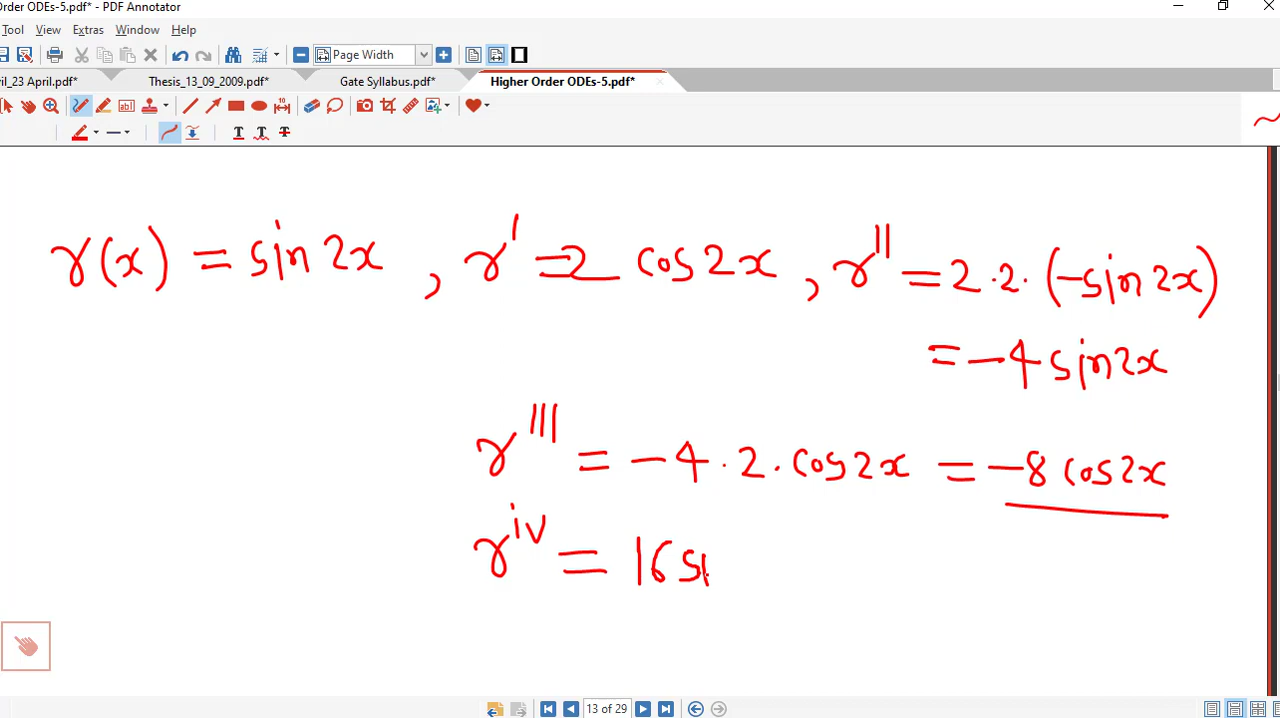 Order ODEs-5.pdf* - PDF Annotator
Tool View Extras Window Help
Page Width
vil_23 April.pdf* Thesis_13_09_2009.pdf* Gate Syllabus.pdf* Higher Order ODEs-5.pdf*
γ(x) = sin 2x , γ' = 2 cos 2x , γ'' = 2·2·(-sin 2x)
= -4 sin 2x
γ''' = -4·2·cos 2x = -8 cos 2x
γ^iv = 16 si
13 of 29